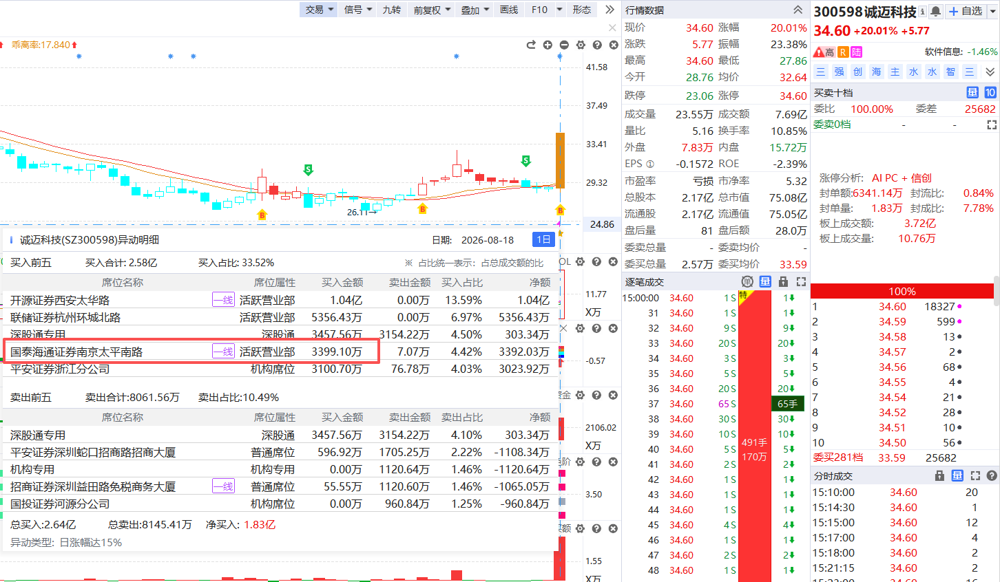 交易 信号 九转 前复权 叠加 画线 F10 形态
乖离率:17.840
41.58
37.49
33.41
29.32
24.86
S
S
B
B
B
26.11
诚迈科技(SZ300598)异动明细 日期: 2026-08-18 1日
买入前五 买入合计: 2.58亿 买入占比: 33.52% ※ 占比统一表示: 占总成交额的比
席位名称 席位属性 买入金额 卖出金额 买入占比 净额
开源证券西安太华路 一线 活跃营业部 1.04亿 0.00万 13.59% 1.04亿
联储证券杭州环城北路 活跃营业部 5356.43万 0.00万 6.97% 5356.43万
深股通专用 深股通 3457.56万 3154.22万 4.50% 303.34万
国泰海通证券南京太平南路 一线 活跃营业部 3399.10万 7.07万 4.42% 3392.03万
平安证券浙江分公司 机构席位 3100.70万 76.78万 4.03% 3023.92万
卖出前五 卖出合计:8061.56万 卖出占比:10.49%
席位名称 席位属性 买入金额 卖出金额 卖出占比 净额
深股通专用 深股通 3457.56万 3154.22万 4.10% 303.34万
平安证券深圳蛇口招商路招商大厦 普通席位 596.92万 1705.25万 2.22% -1108.34万
机构专用 机构专用 0.00万 1120.64万 1.46% -1120.64万
招商证券深圳益田路免税商务大厦 一线 普通席位 55.55万 1120.60万 1.46% -1065.05万
国投证券河源分公司 机构席位 0.00万 960.84万 1.25% -960.84万
总买入:2.64亿 总卖出:8145.41万 净买入: 1.83亿
异动类型: 日涨幅达15%
OL
11.77
X万
-0.57
资金
2106.02
X万
阶
3.50
买额
1.55
X万
行情数据
现价 34.60 涨幅 20.01%
涨跌 5.77 振幅 23.38%
最高 34.60 最低 27.86
今开 28.76 均价 32.64
跌停 23.06 涨停 34.60
成交量 23.55万 成交额 7.69亿
量比 5.16 换手率 10.85%
外盘 7.83万 内盘 15.72万
EPS ① -0.1572 ROE -2.39%
市盈率 亏损 市净率 5.32
总股本 2.17亿 总市值 75.08亿
流通股 2.17亿 流通值 75.05亿
盘后量 81 盘后额 28.0万
委卖总量 - 委卖均价 -
委买总量 2.57万 委买均价 33.59
逐笔成交 单 量
15:00:00 34.60 1 S 特 1
31 34.60 1 S 1
32 34.60 9 S 9
33 34.60 20 S 20
34 34.60 3 S 3
35 34.60 5 S 5
36 34.60 20 S 20
37 34.60 65 S 65手
38 34.60 30 S 30
39 34.60 10 S 10
491手
40 34.60 5 S 5
170万
41 34.60 2 S 2
42 34.60 1 S 1
43 34.60 1 S 1
44 34.60 1 S 1
45 34.60 4 S 4
46 34.60 1 S 1
47 34.60 2 S 2
48 34.60 1 S 1
300598诚迈科技 自选
34.60 +20.01% +5.77
高 R 陆 软件信息: -1.46%
三 强 创 海 主 水 水 智 三
买卖十档 量 10
委比 100.00% 委差 25682
委卖0档 - -
涨停分析: AI PC + 信创
封单额:6341.14万 封流比: 0.84%
封单量: 1.83万 封成比: 7.78%
板上成交额: 3.72亿
板上成交量: 10.76万
100%
1 34.60 18327
2 34.59 599
3 34.58 13
4 34.57 2
5 34.56 68
6 34.55 4
7 34.54 21
8 34.52 28
9 34.51 10
10 34.50 56
委买281档 33.59 25682
分时成交 量
15:10:00 34.60 20
15:14:30 34.60 1
15:15:00 34.60 12
15:17:00 34.60 4
15:18:00 34.60 2
15:21:15 34.60 2